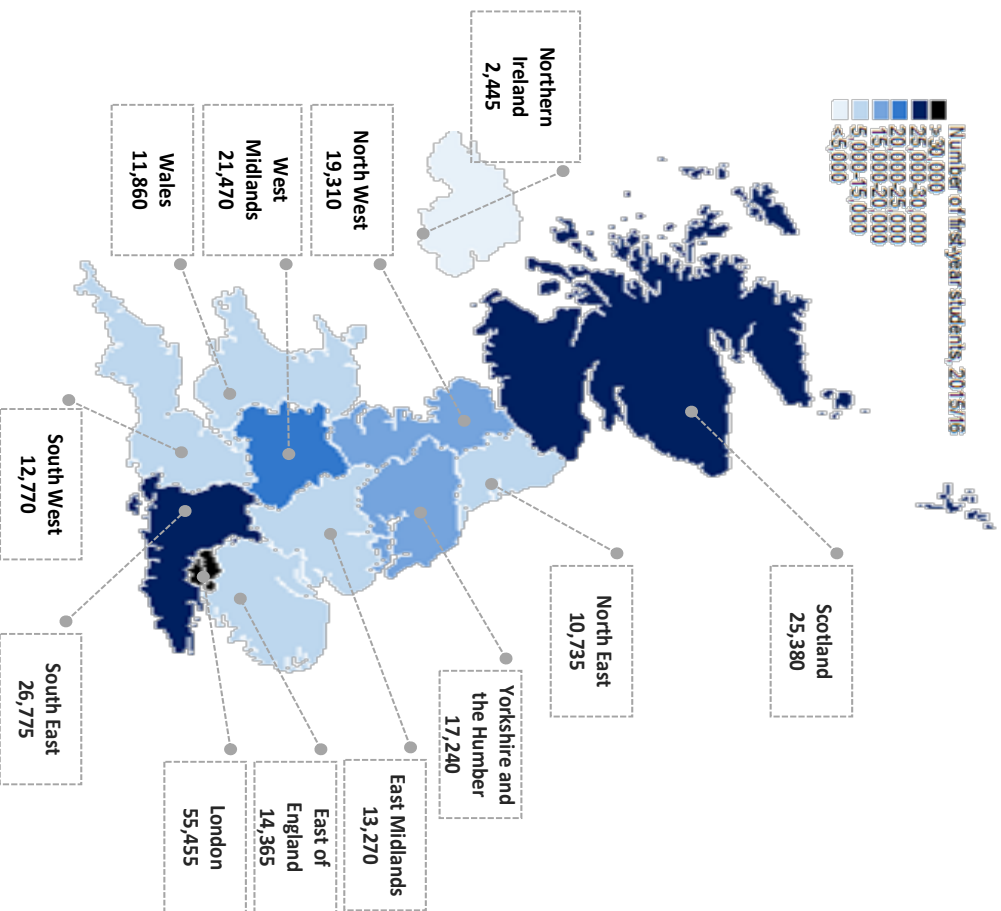 Number of first-year students, 2015/16
>30,000
25,000-30,000
20,000-25,000
15,000-20,000
5,000-15,000
<5,000
Scotland
25,380
Northern
Ireland
2,445
North East
10,735
North West
19,310
Yorkshire and
the Humber
17,240
West
Midlands
21,470
East Midlands
13,270
Wales
11,860
East of
England
14,365
London
55,455
South West
12,770
South East
26,775